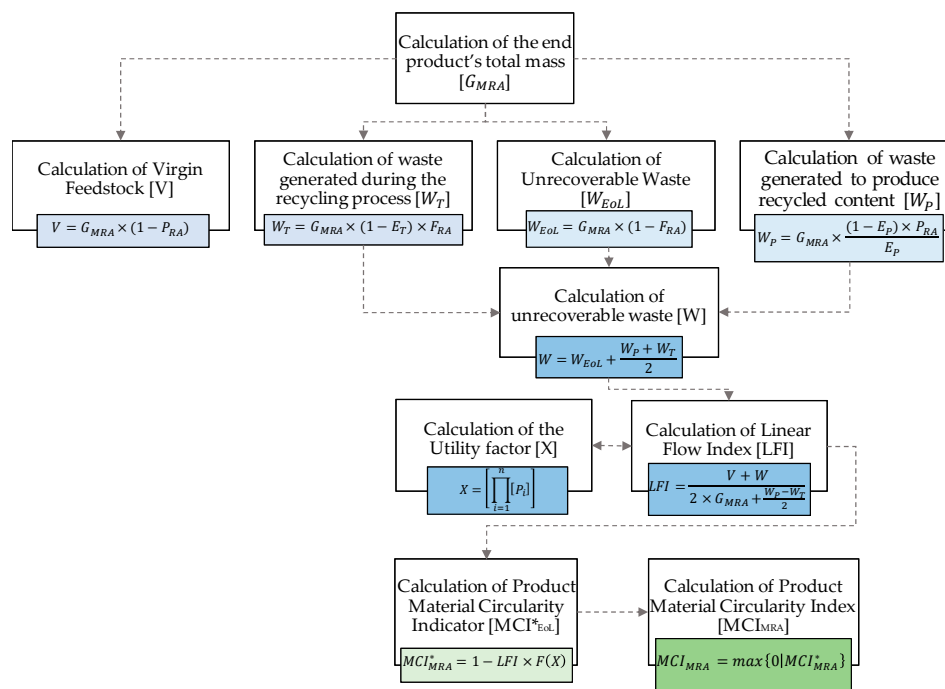 Calculation of the end
product's total mass
[G_MRA]
Calculation of Virgin
Feedstock [V]
V = G_MRA × (1 − P_RA)
Calculation of waste
generated during the
recycling process [W_T]
W_T = G_MRA × (1 − E_T) × F_RA
Calculation of
Unrecoverable Waste
[W_EoL]
W_EoL = G_MRA × (1 − F_RA)
Calculation of waste
generated to produce
recycled content [W_P]
W_P = G_MRA × (1 − E_P) × P_RA / E_P
Calculation of
unrecoverable waste [W]
W = W_EoL + (W_P + W_T) / 2
Calculation of the
Utility factor [X]
X = [∏_{i=1}^{n} [P_i]]
Calculation of Linear
Flow Index [LFI]
LFI = (V + W) / (2 × G_MRA + (W_P − W_T) / 2)
Calculation of Product
Material Circularity
Indicator [MCI*_EoL]
MCI*_MRA = 1 − LFI × F(X)
Calculation of Product
Material Circularity Index
[MCI_MRA]
MCI_MRA = max{0|MCI*_MRA}